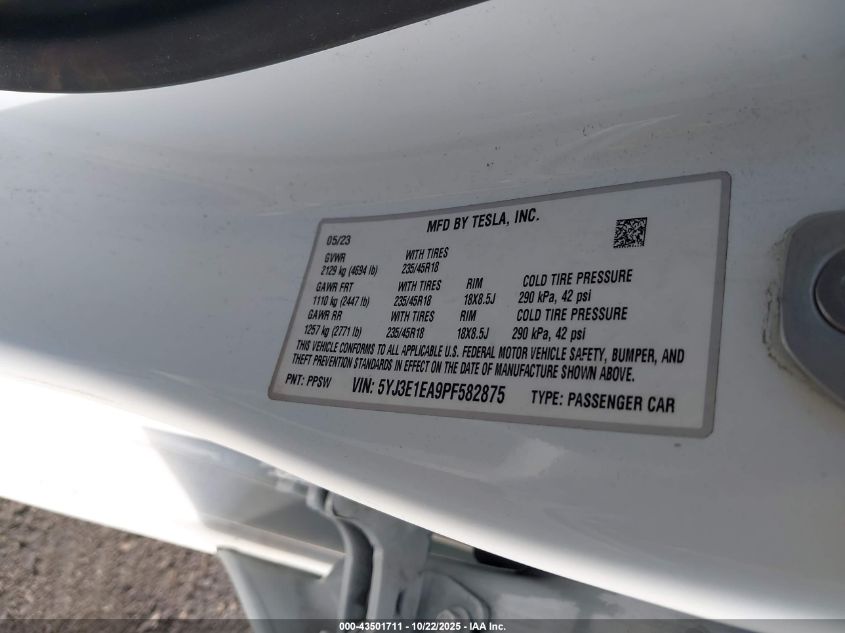 MFD BY TESLA, INC.
05/23
GVWR WITH TIRES
2129 kg (4694 lb) 235/45R18
GAWR FRT WITH TIRES RIM COLD TIRE PRESSURE
1110 kg (2447 lb) 235/45R18 18X8.5J 290 kPa, 42 psi
GAWR RR WITH TIRES RIM COLD TIRE PRESSURE
1257 kg (2771 lb) 235/45R18 18X8.5J 290 kPa, 42 psi
THIS VEHICLE CONFORMS TO ALL APPLICABLE U.S. FEDERAL MOTOR VEHICLE SAFETY, BUMPER, AND
THEFT PREVENTION STANDARDS IN EFFECT ON THE DATE OF MANUFACTURE SHOWN ABOVE.
PNT: PPSW VIN: 5YJ3E1EA9PF582875 TYPE: PASSENGER CAR
000-43501711 - 10/22/2025 - IAA Inc.